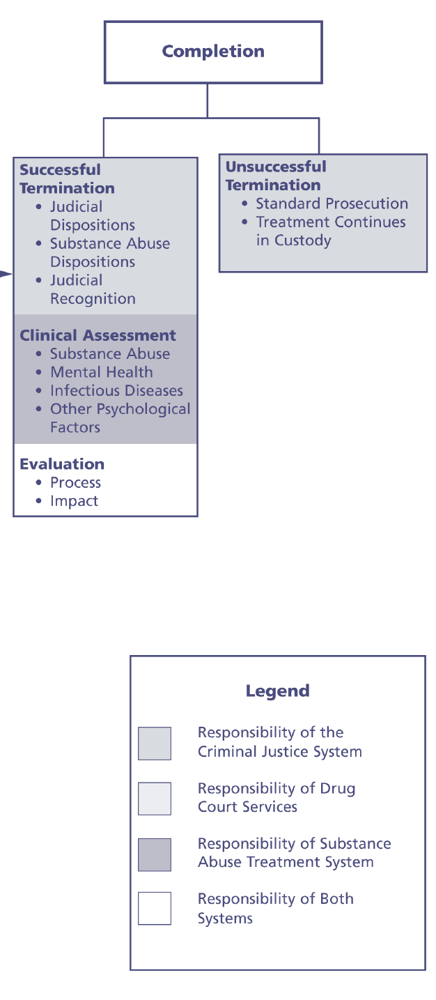 Completion
Successful
Termination
• Judicial
Dispositions
• Substance Abuse
Dispositions
• Judicial
Recognition
Clinical Assessment
• Substance Abuse
• Mental Health
• Infectious Diseases
• Other Psychological
Factors
Evaluation
• Process
• Impact
Unsuccessful
Termination
• Standard Prosecution
• Treatment Continues
in Custody
Legend
Responsibility of the
Criminal Justice System
Responsibility of Drug
Court Services
Responsibility of Substance
Abuse Treatment System
Responsibility of Both
Systems